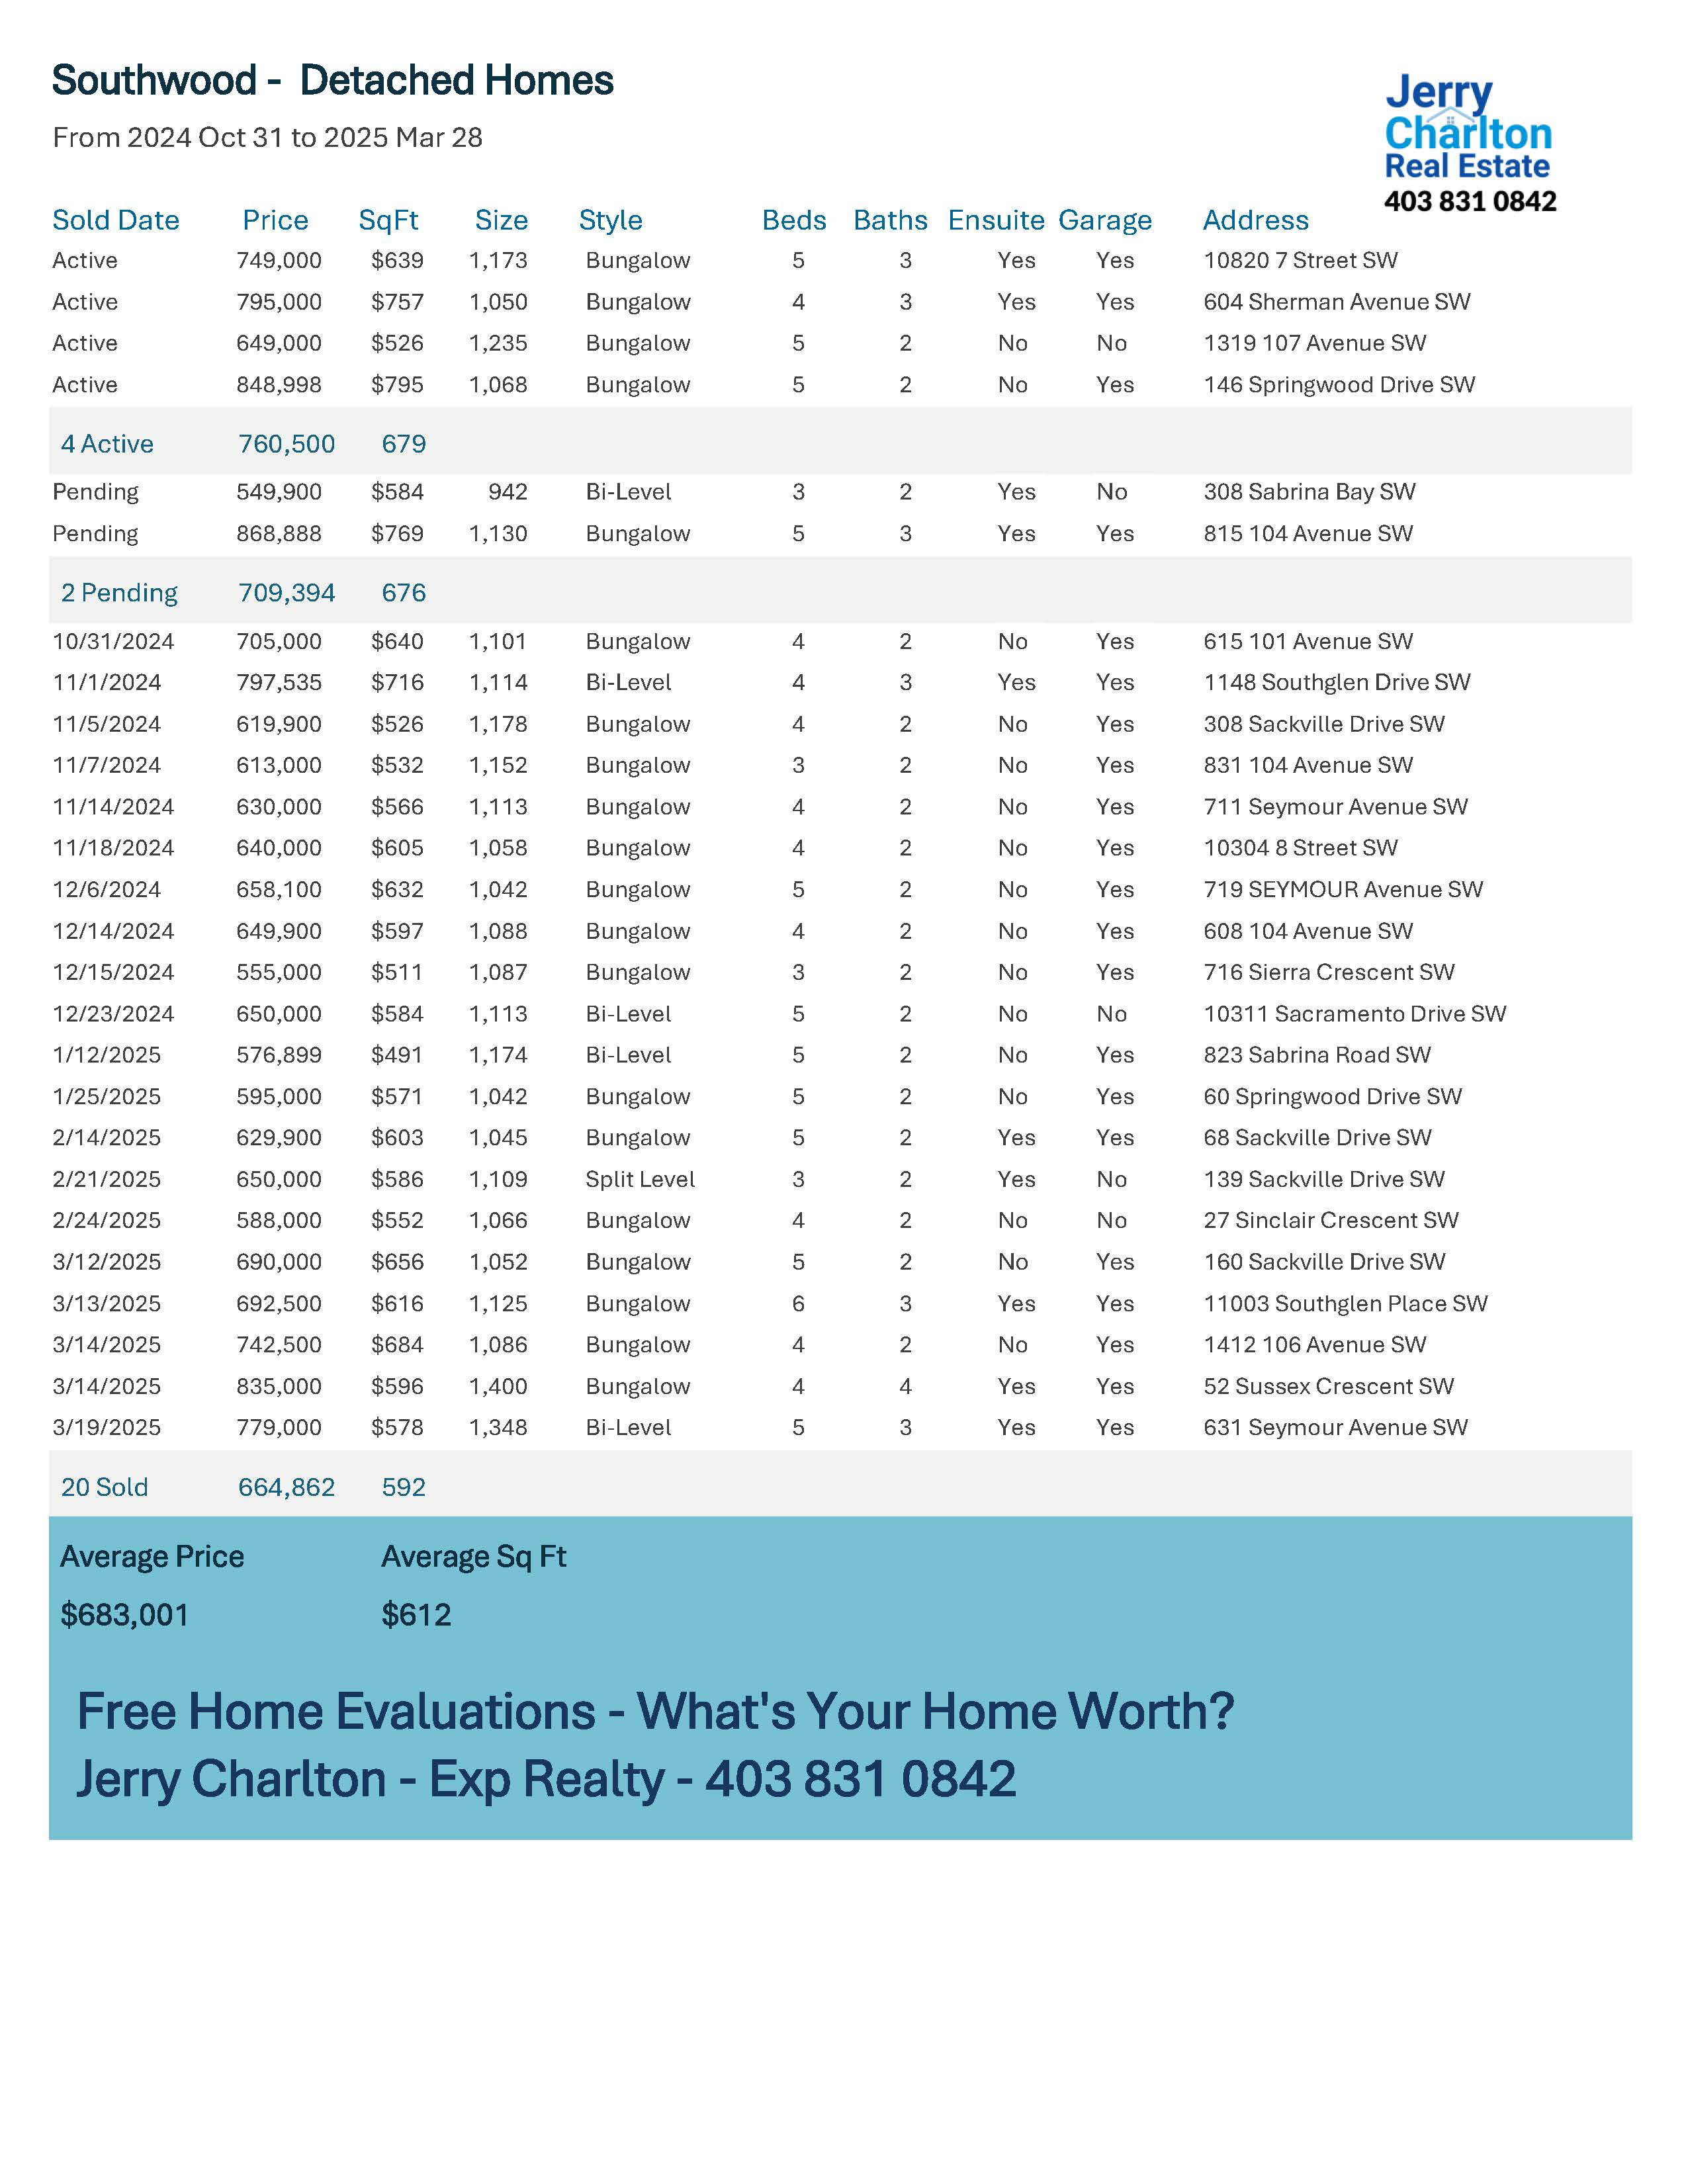 Southwood - Detached Homes
From 2024 Oct 31 to 2025 Mar 28
Jerry
Charlton
Real Estate
403 831 0842
Sold Date Price SqFt Size Style Beds Baths Ensuite Garage Address
Active 749,000 $639 1,173 Bungalow 5 3 Yes Yes 10820 7 Street SW
Active 795,000 $757 1,050 Bungalow 4 3 Yes Yes 604 Sherman Avenue SW
Active 649,000 $526 1,235 Bungalow 5 2 No No 1319 107 Avenue SW
Active 848,998 $795 1,068 Bungalow 5 2 No Yes 146 Springwood Drive SW
4 Active 760,500 679
Pending 549,900 $584 942 Bi-Level 3 2 Yes No 308 Sabrina Bay SW
Pending 868,888 $769 1,130 Bungalow 5 3 Yes Yes 815 104 Avenue SW
2 Pending 709,394 676
10/31/2024 705,000 $640 1,101 Bungalow 4 2 No Yes 615 101 Avenue SW
11/1/2024 797,535 $716 1,114 Bi-Level 4 3 Yes Yes 1148 Southglen Drive SW
11/5/2024 619,900 $526 1,178 Bungalow 4 2 No Yes 308 Sackville Drive SW
11/7/2024 613,000 $532 1,152 Bungalow 3 2 No Yes 831 104 Avenue SW
11/14/2024 630,000 $566 1,113 Bungalow 4 2 No Yes 711 Seymour Avenue SW
11/18/2024 640,000 $605 1,058 Bungalow 4 2 No Yes 10304 8 Street SW
12/6/2024 658,100 $632 1,042 Bungalow 5 2 No Yes 719 SEYMOUR Avenue SW
12/14/2024 649,900 $597 1,088 Bungalow 4 2 No Yes 608 104 Avenue SW
12/15/2024 555,000 $511 1,087 Bungalow 3 2 No Yes 716 Sierra Crescent SW
12/23/2024 650,000 $584 1,113 Bi-Level 5 2 No No 10311 Sacramento Drive SW
1/12/2025 576,899 $491 1,174 Bi-Level 5 2 No Yes 823 Sabrina Road SW
1/25/2025 595,000 $571 1,042 Bungalow 5 2 No Yes 60 Springwood Drive SW
2/14/2025 629,900 $603 1,045 Bungalow 5 2 Yes Yes 68 Sackville Drive SW
2/21/2025 650,000 $586 1,109 Split Level 3 2 Yes No 139 Sackville Drive SW
2/24/2025 588,000 $552 1,066 Bungalow 4 2 No No 27 Sinclair Crescent SW
3/12/2025 690,000 $656 1,052 Bungalow 5 2 No Yes 160 Sackville Drive SW
3/13/2025 692,500 $616 1,125 Bungalow 6 3 Yes Yes 11003 Southglen Place SW
3/14/2025 742,500 $684 1,086 Bungalow 4 2 No Yes 1412 106 Avenue SW
3/14/2025 835,000 $596 1,400 Bungalow 4 4 Yes Yes 52 Sussex Crescent SW
3/19/2025 779,000 $578 1,348 Bi-Level 5 3 Yes Yes 631 Seymour Avenue SW
20 Sold 664,862 592
Average Price Average Sq Ft
$683,001 $612
Free Home Evaluations - What's Your Home Worth?
Jerry Charlton - Exp Realty - 403 831 0842